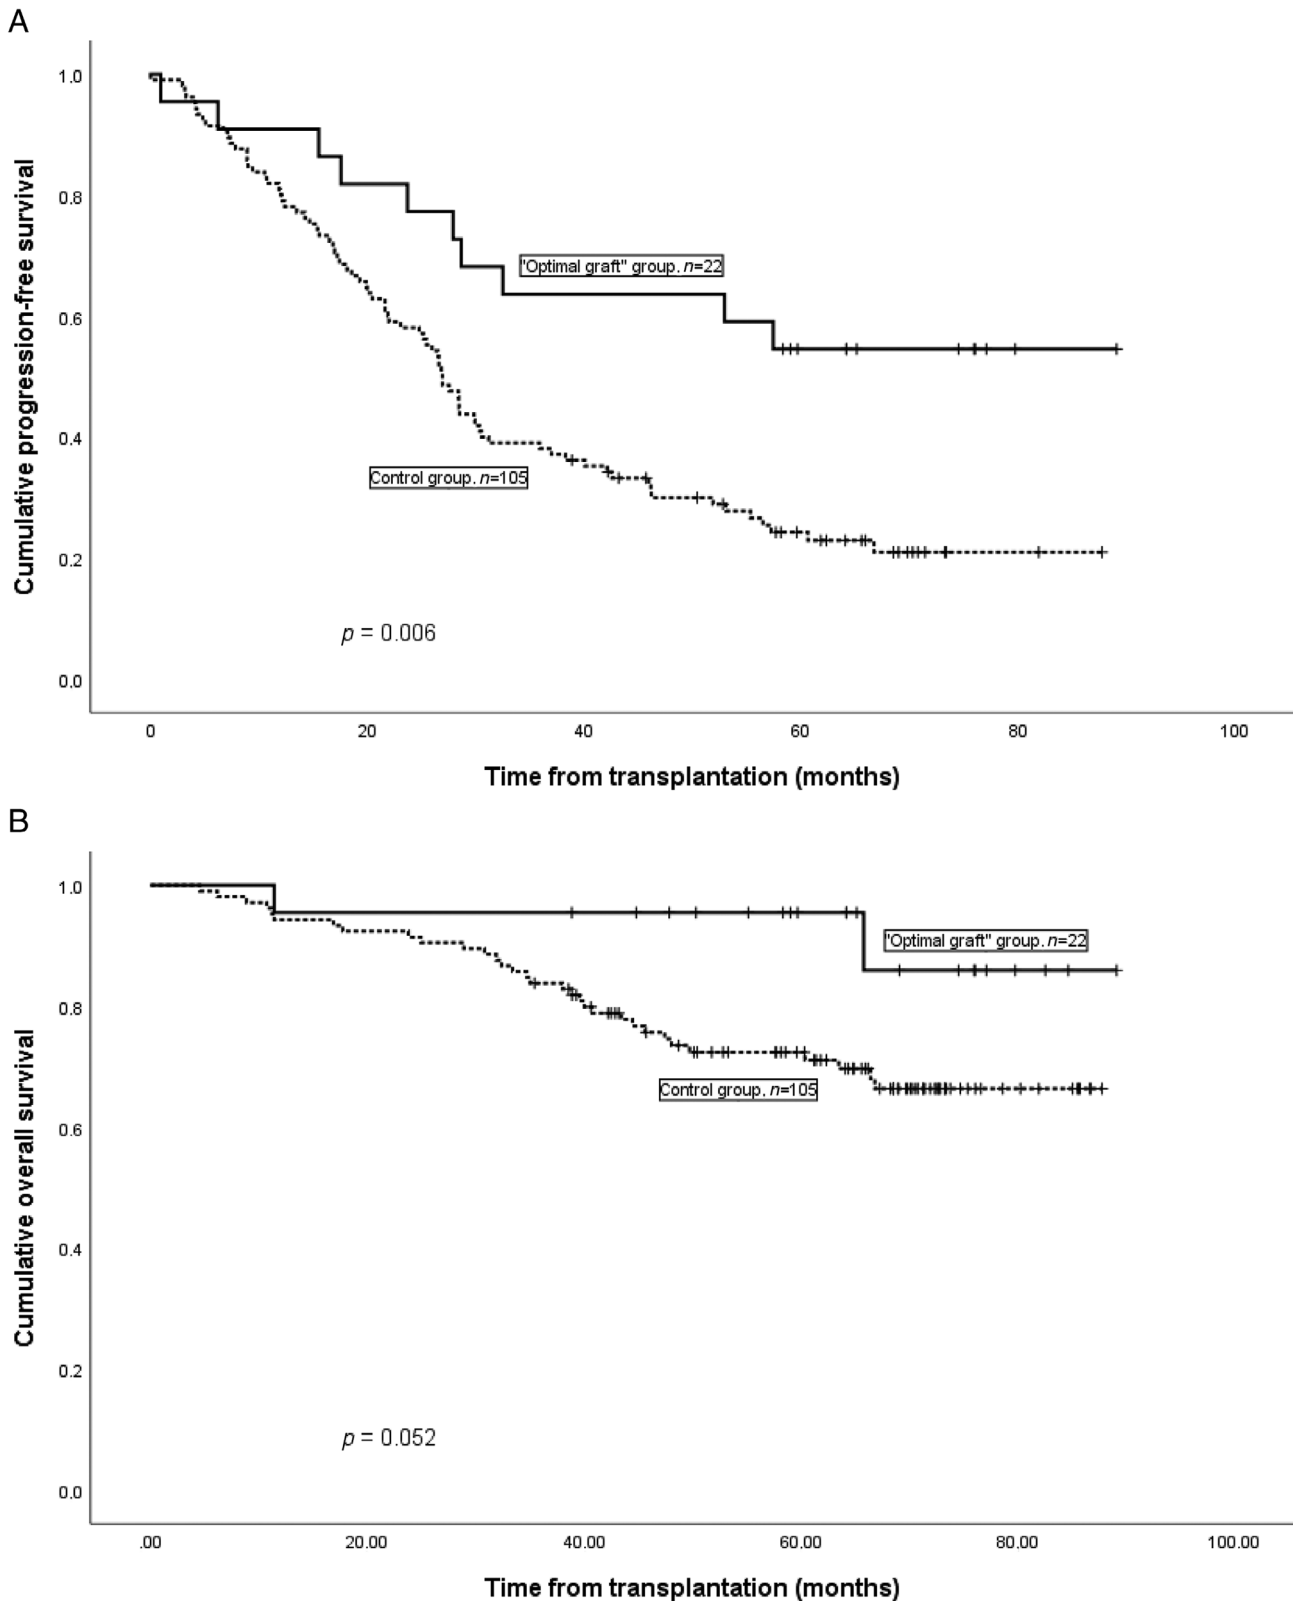 A
Cumulative progression-free survival
1.0
0.8
0.6
0.4
0.2
0.0
"Optimal graft" group. n=22
Control group. n=105
p = 0.006
0 20 40 60 80 100
Time from transplantation (months)
B
Cumulative overall survival
1.0
0.8
0.6
0.4
0.2
0.0
"Optimal graft" group. n=22
Control group. n=105
p = 0.052
.00 20.00 40.00 60.00 80.00 100.00
Time from transplantation (months)